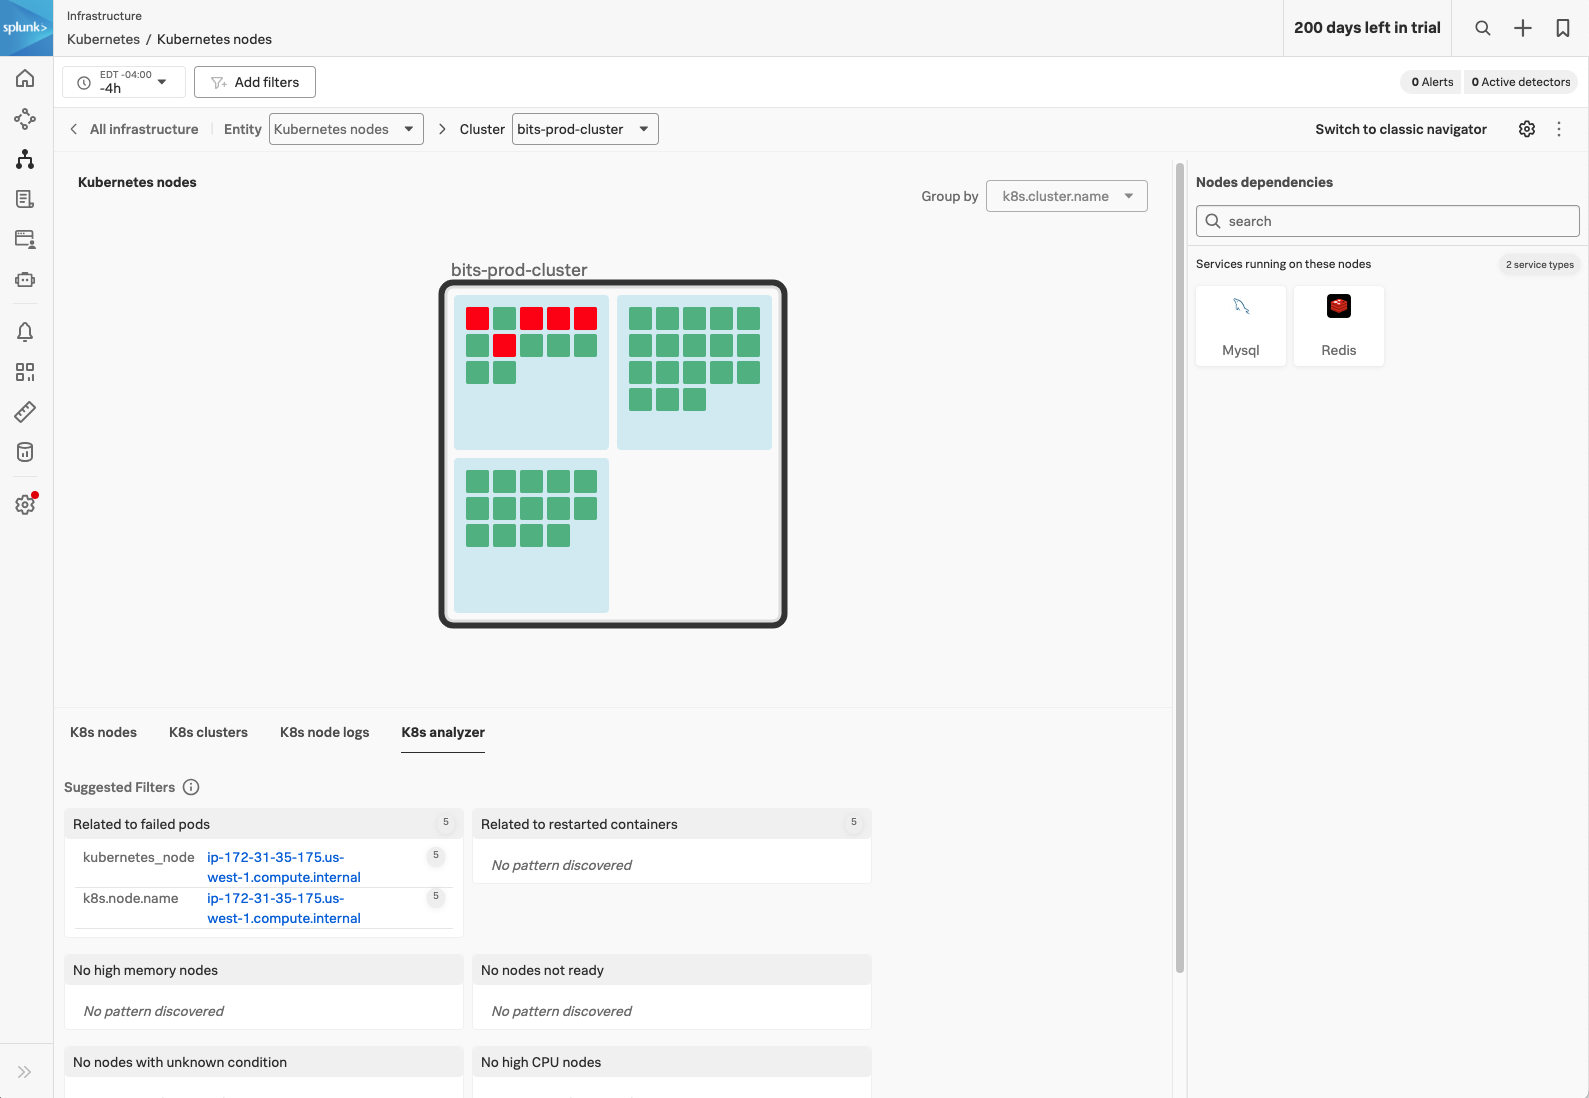 splunk>
Infrastructure
Kubernetes / Kubernetes nodes
200 days left in trial
EDT -04:00
-4h
Add filters
0 Alerts
0 Active detectors
All infrastructure
Entity
Kubernetes nodes
Cluster
bits-prod-cluster
Switch to classic navigator
Kubernetes nodes
Group by
k8s.cluster.name
bits-prod-cluster
Nodes dependencies
search
Services running on these nodes
2 service types
Mysql
Redis
K8s nodes
K8s clusters
K8s node logs
K8s analyzer
Suggested Filters
Related to failed pods
5
kubernetes_node
ip-172-31-35-175.us-
west-1.compute.internal
5
k8s.node.name
ip-172-31-35-175.us-
west-1.compute.internal
5
Related to restarted containers
5
No pattern discovered
No high memory nodes
No pattern discovered
No nodes not ready
No pattern discovered
No nodes with unknown condition
No high CPU nodes